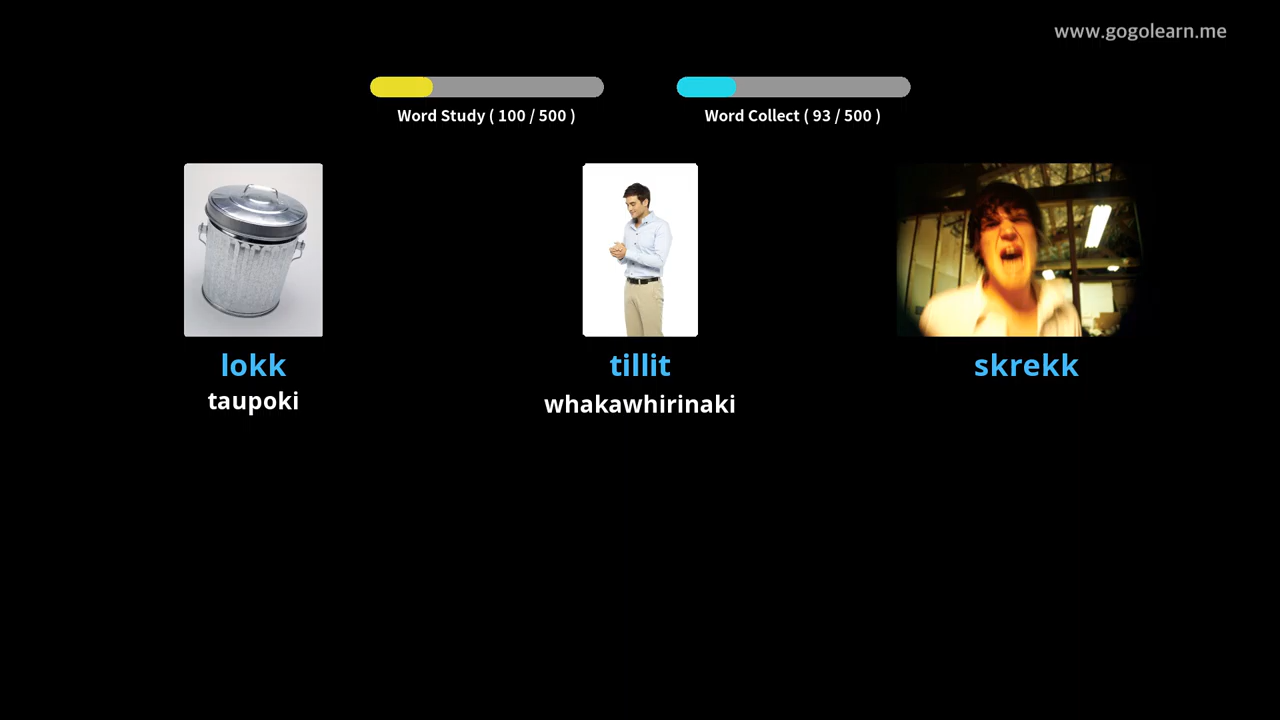 www.gogolearn.me
Word Study ( 100 / 500 )
Word Collect ( 93 / 500 )
lokk
taupoki
tillit
whakawhirinaki
skrekk